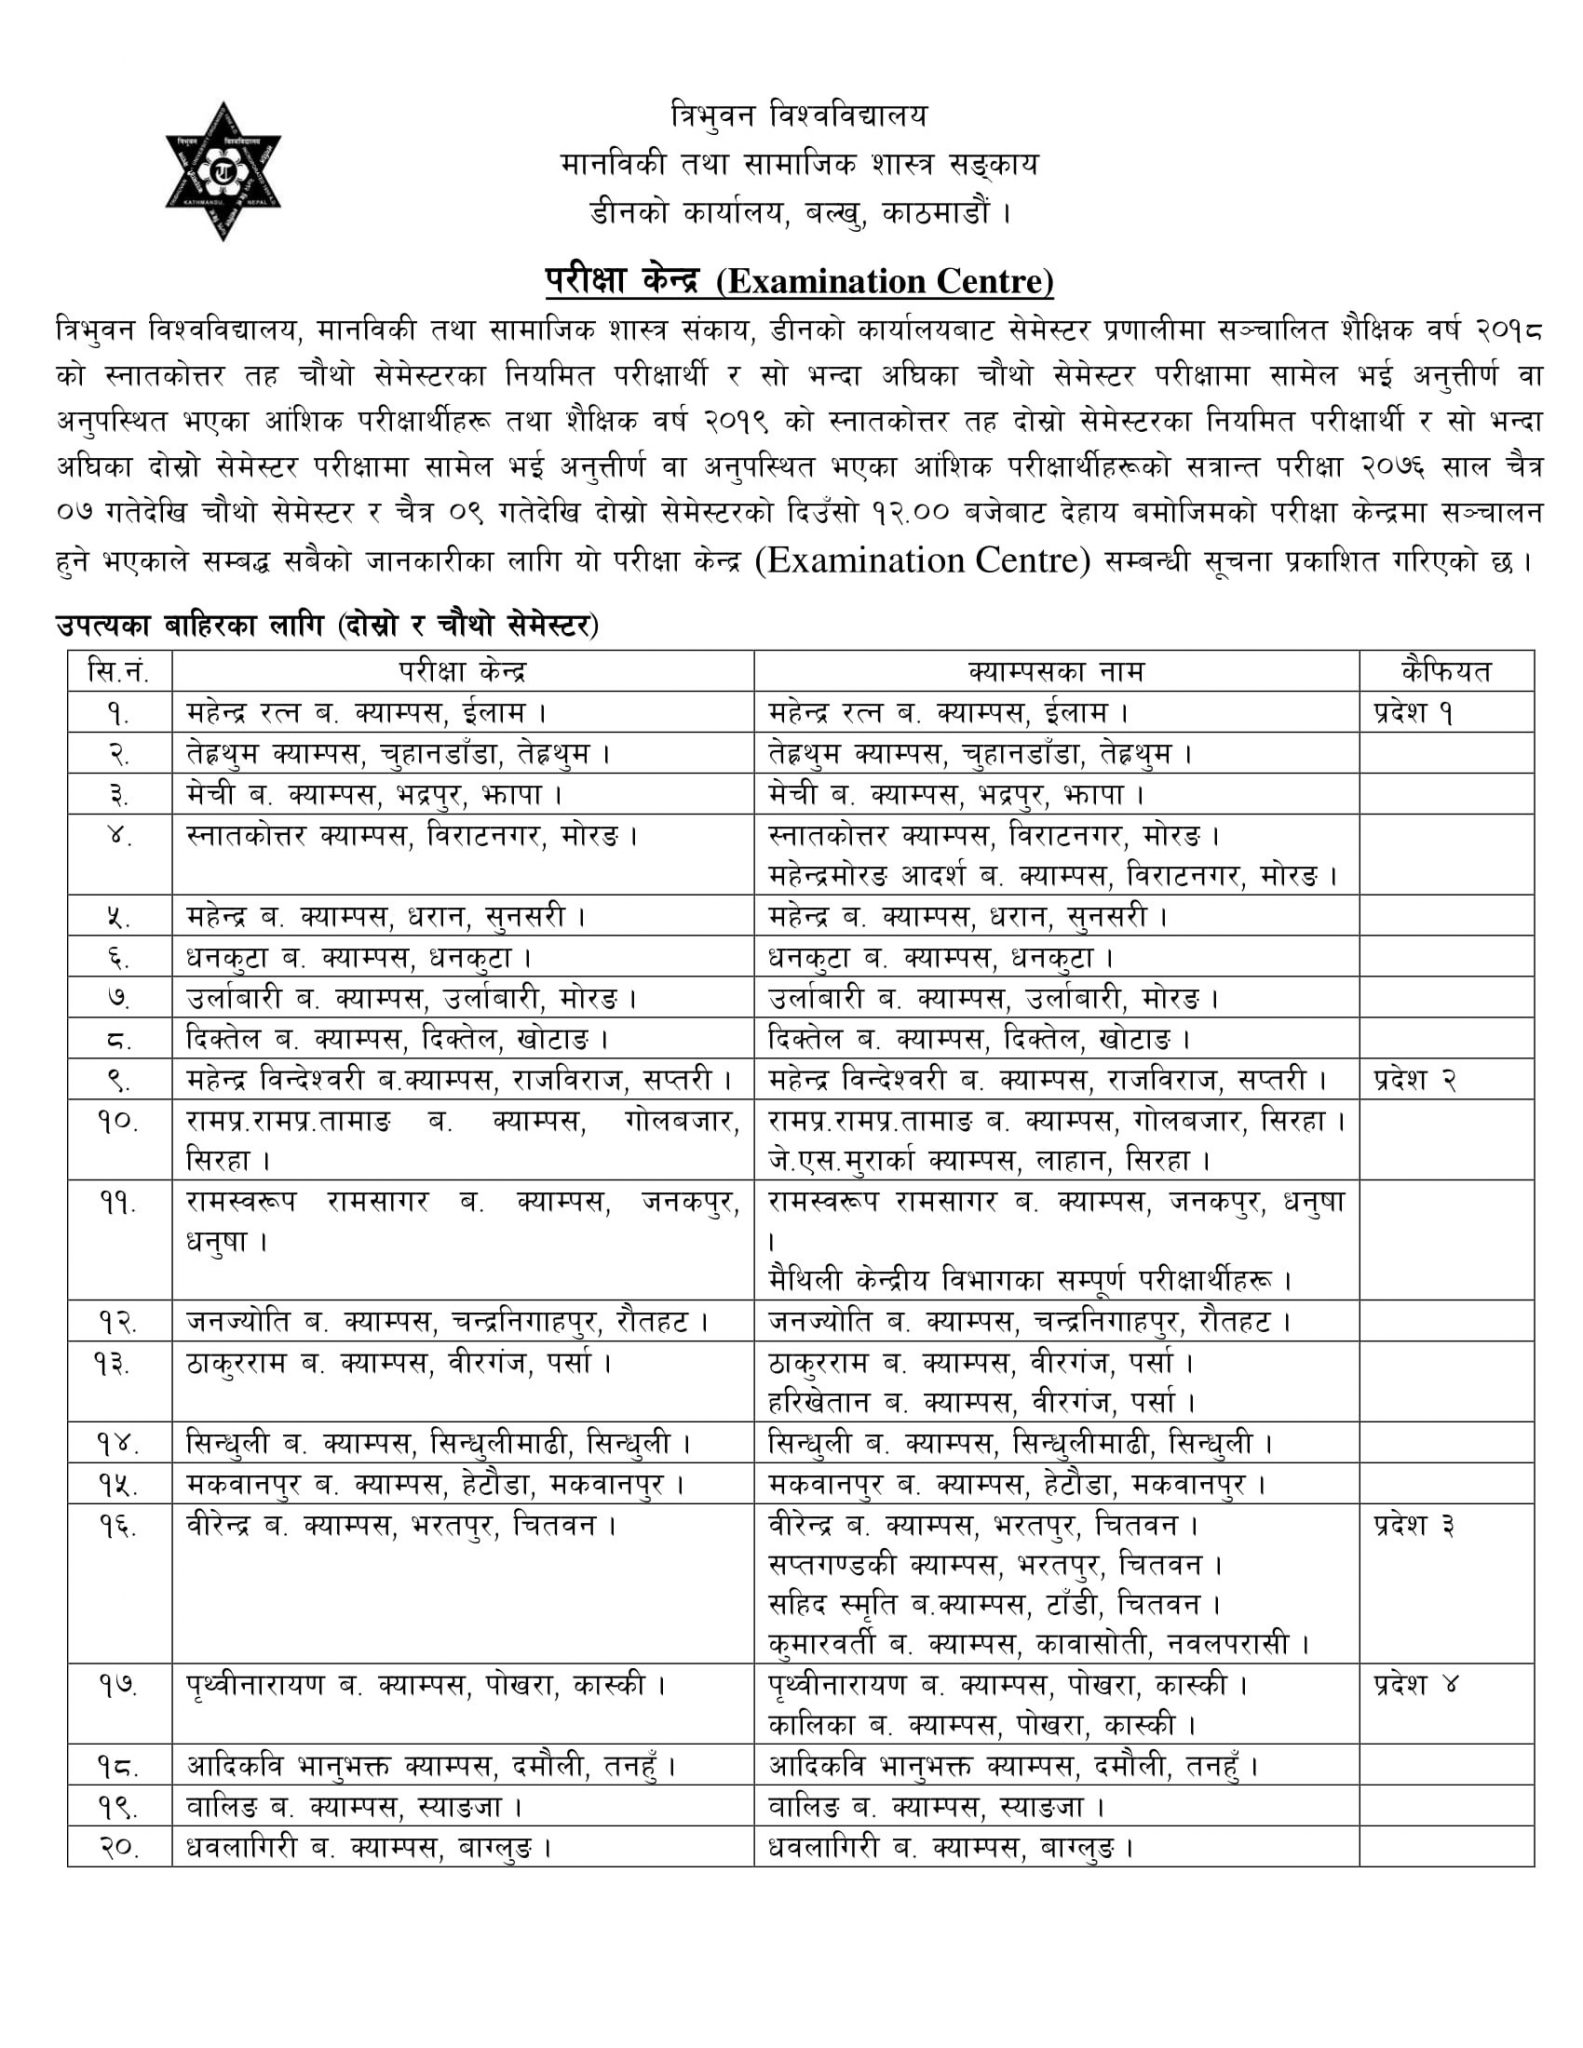 त्रिभुवन विश्वविद्यालय
मानविकी तथा सामाजिक शास्त्र सङ्काय
डीनको कार्यालय, बल्खु, काठमाडौं ।
परीक्षा केन्द्र (Examination Centre)
त्रिभुवन विश्वविद्यालय, मानविकी तथा सामाजिक शास्त्र संकाय, डीनको कार्यालयबाट सेमेस्टर प्रणालीमा सञ्चालित शैक्षिक वर्ष २०१८
को स्नातकोत्तर तह चौथो सेमेस्टरका नियमित परीक्षार्थी र सो भन्दा अघिका चौथो सेमेस्टर परीक्षामा सामेल भई अनुत्तीर्ण वा
अनुपस्थित भएका आंशिक परीक्षार्थीहरू तथा शैक्षिक वर्ष २०१९ को स्नातकोत्तर तह दोस्रो सेमेस्टरका नियमित परीक्षार्थी र सो भन्दा
अघिका दोस्रो सेमेस्टर परीक्षामा सामेल भई अनुत्तीर्ण वा अनुपस्थित भएका आंशिक परीक्षार्थीहरूको सत्रान्त परीक्षा २०७६ साल चैत्र
०७ गतेदेखि चौथो सेमेस्टर र चैत्र ०९ गतेदेखि दोस्रो सेमेस्टरको दिउँसो १२.०० बजेबाट देहाय बमोजिमको परीक्षा केन्द्रमा सञ्चालन
हुने भएकाले सम्बद्ध सबैको जानकारीका लागि यो परीक्षा केन्द्र (Examination Centre) सम्बन्धी सूचना प्रकाशित गरिएको छ ।
उपत्यका बाहिरका लागि (दोस्रो र चौथो सेमेस्टर)
सि.नं. परीक्षा केन्द्र क्याम्पसका नाम कैफियत
१. महेन्द्र रत्न ब. क्याम्पस, ईलाम । महेन्द्र रत्न ब. क्याम्पस, ईलाम । प्रदेश १
२. तेह्रथुम क्याम्पस, चुहानडाँडा, तेह्रथुम । तेह्रथुम क्याम्पस, चुहानडाँडा, तेह्रथुम ।
३. मेची ब. क्याम्पस, भद्रपुर, झापा । मेची ब. क्याम्पस, भद्रपुर, झापा ।
४. स्नातकोत्तर क्याम्पस, विराटनगर, मोरङ । स्नातकोत्तर क्याम्पस, विराटनगर, मोरङ ।
महेन्द्रमोरङ आदर्श ब. क्याम्पस, विराटनगर, मोरङ ।
५. महेन्द्र ब. क्याम्पस, धरान, सुनसरी । महेन्द्र ब. क्याम्पस, धरान, सुनसरी ।
६. धनकुटा ब. क्याम्पस, धनकुटा । धनकुटा ब. क्याम्पस, धनकुटा ।
७. उर्लाबारी ब. क्याम्पस, उर्लाबारी, मोरङ । उर्लाबारी ब. क्याम्पस, उर्लाबारी, मोरङ ।
८. दिक्तेल ब. क्याम्पस, दिक्तेल, खोटाङ । दिक्तेल ब. क्याम्पस, दिक्तेल, खोटाङ ।
९. महेन्द्र विन्देश्वरी ब.क्याम्पस, राजविराज, सप्तरी । महेन्द्र विन्देश्वरी ब. क्याम्पस, राजविराज, सप्तरी । प्रदेश २
१०. रामप्र.रामप्र.तामाङ ब. क्याम्पस, गोलबजार, रामप्र.रामप्र.तामाङ ब. क्याम्पस, गोलबजार, सिरहा ।
सिरहा । जे.एस.मुरार्का क्याम्पस, लाहान, सिरहा ।
११. रामस्वरूप रामसागर ब. क्याम्पस, जनकपुर, रामस्वरूप रामसागर ब. क्याम्पस, जनकपुर, धनुषा
धनुषा । ।
मैथिली केन्द्रीय विभागका सम्पूर्ण परीक्षार्थीहरू ।
१२. जनज्योति ब. क्याम्पस, चन्द्रनिगाहपुर, रौतहट । जनज्योति ब. क्याम्पस, चन्द्रनिगाहपुर, रौतहट ।
१३. ठाकुरराम ब. क्याम्पस, वीरगंज, पर्सा । ठाकुरराम ब. क्याम्पस, वीरगंज, पर्सा ।
हरिखेतान ब. क्याम्पस, वीरगंज, पर्सा ।
१४. सिन्धुली ब. क्याम्पस, सिन्धुलीमाढी, सिन्धुली । सिन्धुली ब. क्याम्पस, सिन्धुलीमाढी, सिन्धुली ।
१५. मकवानपुर ब. क्याम्पस, हेटौडा, मकवानपुर । मकवानपुर ब. क्याम्पस, हेटौडा, मकवानपुर ।
१६. वीरेन्द्र ब. क्याम्पस, भरतपुर, चितवन । वीरेन्द्र ब. क्याम्पस, भरतपुर, चितवन । प्रदेश ३
सप्तगण्डकी क्याम्पस, भरतपुर, चितवन ।
सहिद स्मृति ब.क्याम्पस, टाँडी, चितवन ।
कुमारवर्ती ब. क्याम्पस, कावासोती, नवलपरासी ।
१७. पृथ्वीनारायण ब. क्याम्पस, पोखरा, कास्की । पृथ्वीनारायण ब. क्याम्पस, पोखरा, कास्की । प्रदेश ४
कालिका ब. क्याम्पस, पोखरा, कास्की ।
१८. आदिकवि भानुभक्त क्याम्पस, दमौली, तनहुँ । आदिकवि भानुभक्त क्याम्पस, दमौली, तनहुँ ।
१९. वालिङ ब. क्याम्पस, स्याङजा । वालिङ ब. क्याम्पस, स्याङजा ।
२०. धवलागिरी ब. क्याम्पस, बाग्लुङ । धवलागिरी ब. क्याम्पस, बाग्लुङ ।